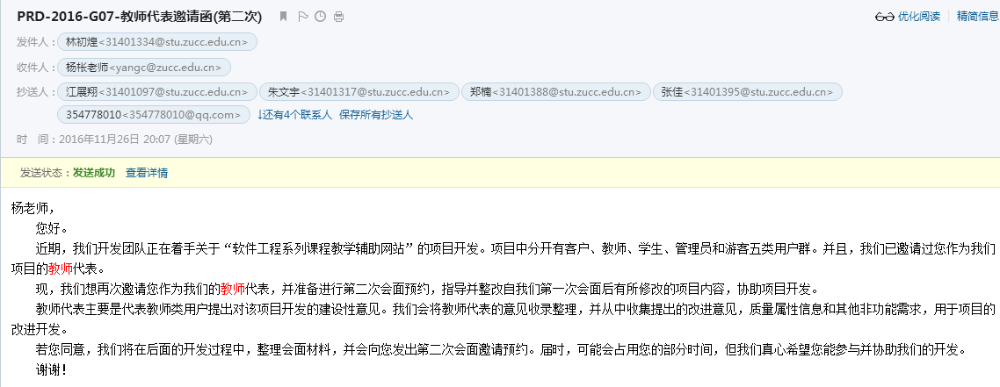 PRD-2016-G07-教师代表邀请函(第二次) 优化阅读 | 精简信息
发件人：林初煌<31401334@stu.zucc.edu.cn>
收件人：杨枨老师<yangc@zucc.edu.cn>
抄送人：江展翔<31401097@stu.zucc.edu.cn> 朱文宇<31401317@stu.zucc.edu.cn> 郑楠<31401388@stu.zucc.edu.cn> 张佳<31401395@stu.zucc.edu.cn>
354778010<354778010@qq.com> ↓还有4个联系人 保存所有抄送人
时 间：2016年11月26日 20:07 (星期六)
发送状态：发送成功 查看详情
杨老师，
您好。
近期，我们开发团队正在着手关于“软件工程系列课程教学辅助网站”的项目开发。项目中分开有客户、教师、学生、管理员和游客五类用户群。并且，我们已邀请过您作为我们
项目的教师代表。
现，我们想再次邀请您作为我们的教师代表，并准备进行第二次会面预约，指导并整改自我们第一次会面后有所修改的项目内容，协助项目开发。
教师代表主要是代表教师类用户提出对该项目开发的建设性意见。我们会将教师代表的意见收录整理，并从中收集提出的改进意见，质量属性信息和其他非功能需求，用于项目的
改进开发。
若您同意，我们将在后面的开发过程中，整理会面材料，并会向您发出第二次会面邀请预约。届时，可能会占用您的部分时间，但我们真心希望您能参与并协助我们的开发。
谢谢！